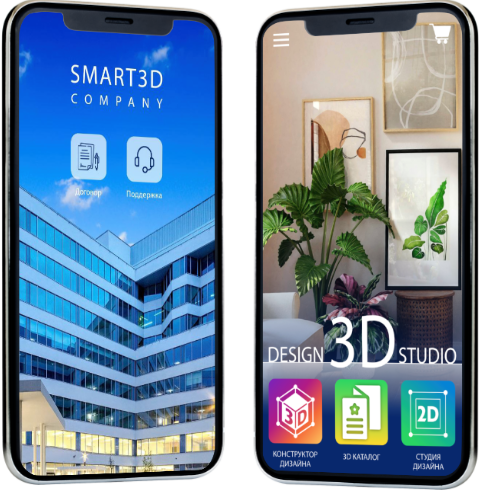 SMART3D
COMPANY
Договор
Поддержка
DESIGN 3D STUDIO
3D
2D
КОНСТРУКТОР
ДИЗАЙНА
3D КАТАЛОГ
СТУДИЯ
ДИЗАЙНА